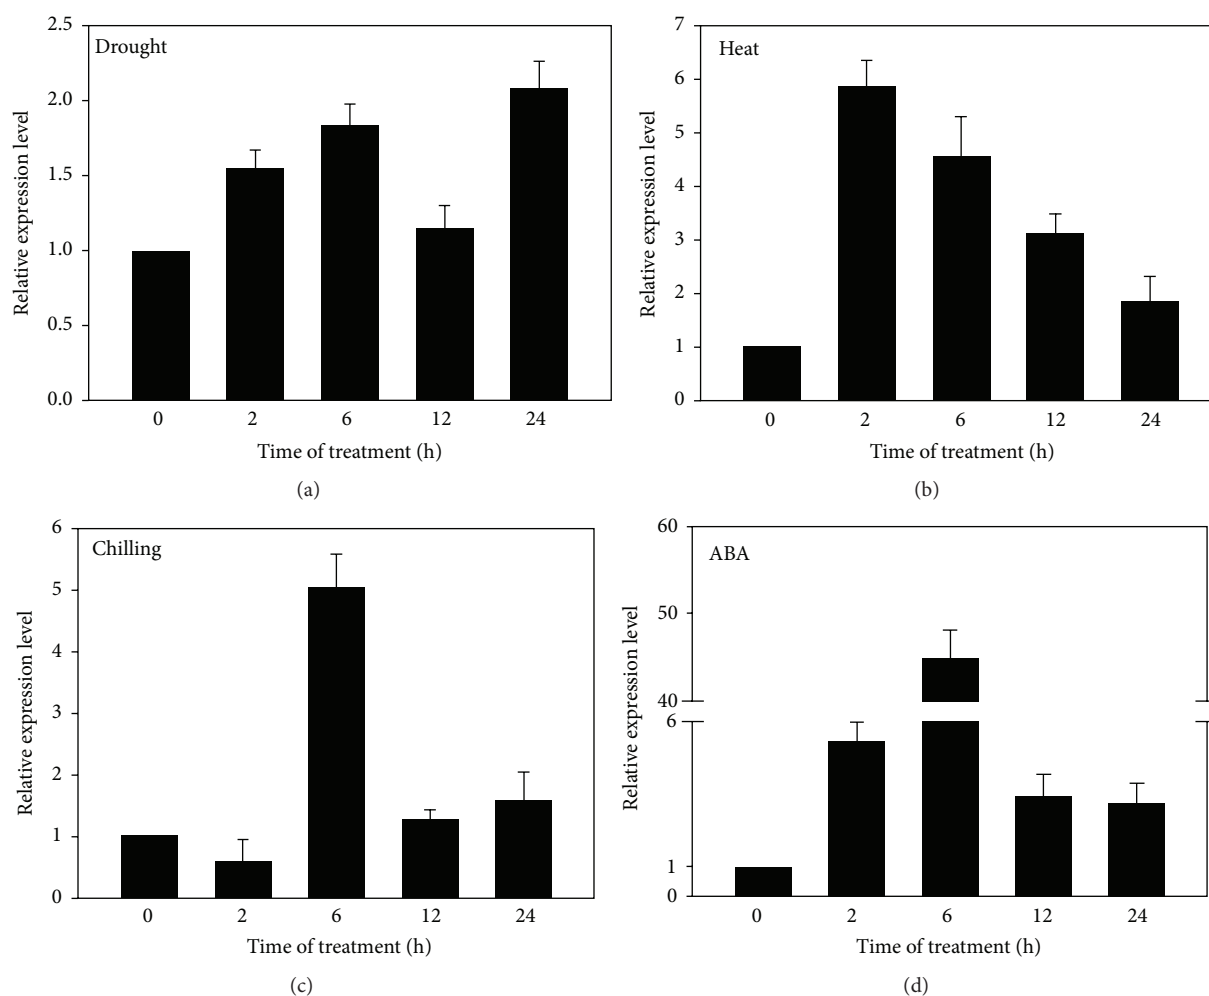 2.5
Drought
2.0
1.5
1.0
0.5
0.0
Relative expression level
0 2 6 12 24
Time of treatment (h)
(a)
7
Heat
6
5
4
3
2
1
0
Relative expression level
0 2 6 12 24
Time of treatment (h)
(b)
6
Chilling
5
4
3
2
1
0
Relative expression level
0 2 6 12 24
Time of treatment (h)
(c)
60
ABA
50
40
6
1
0
Relative expression level
0 2 6 12 24
Time of treatment (h)
(d)